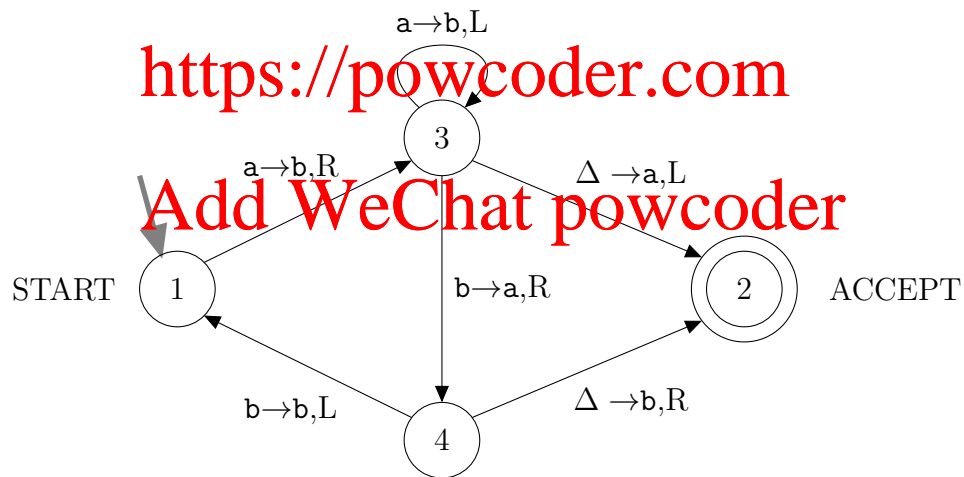 a→b,L
https://powcoder.com
3
a→b,R
Δ →a,L
Add WeChat powcoder
START
1
b→a,R
2
ACCEPT
b→b,L
Δ →b,R
4